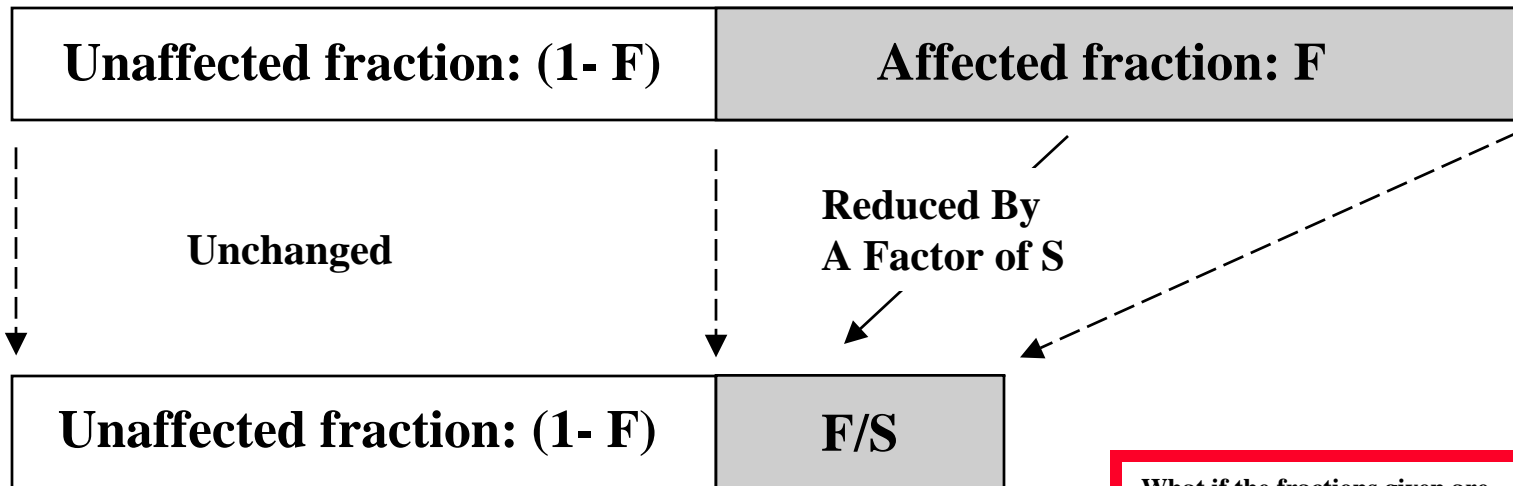 Unaffected fraction: (1- F)
Affected fraction: F
Unchanged
Reduced By
A Factor of S
Unaffected fraction: (1- F)
F/S
What if the fractions given are